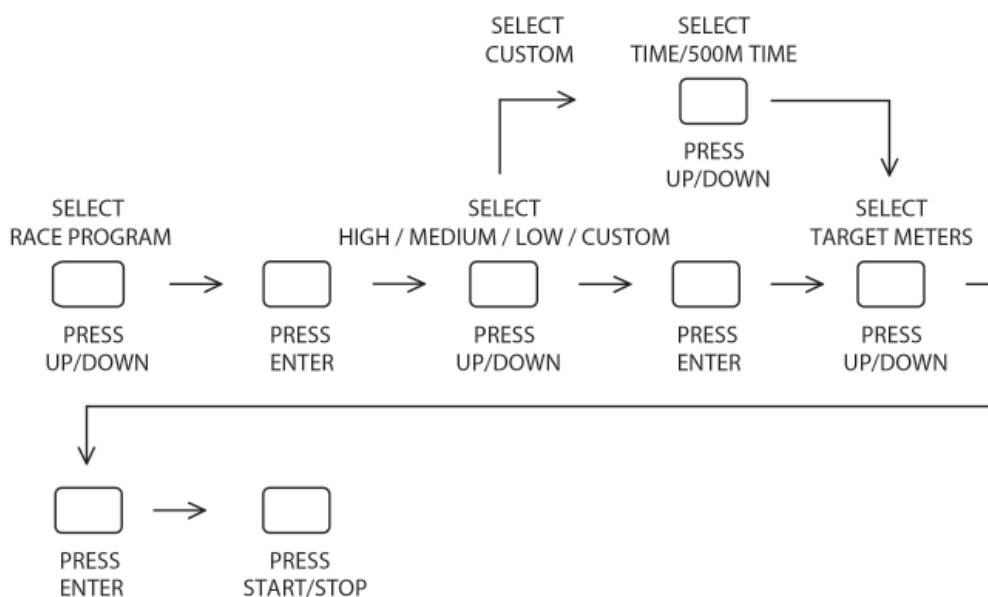 SELECT
CUSTOM
SELECT
TIME/500M TIME
PRESS
UP/DOWN
SELECT
RACE PROGRAM
SELECT
HIGH / MEDIUM / LOW / CUSTOM
SELECT
TARGET METERS
PRESS
UP/DOWN
PRESS
ENTER
PRESS
UP/DOWN
PRESS
ENTER
PRESS
UP/DOWN
PRESS
ENTER
PRESS
START/STOP